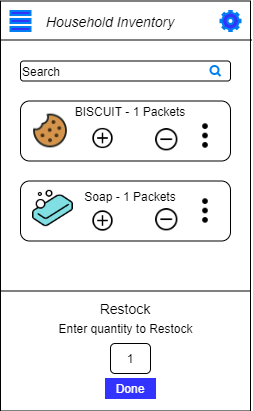 Household Inventory
Search
BISCUIT - 1 Packets
Soap - 1 Packets
Restock
Enter quantity to Restock
1
Done